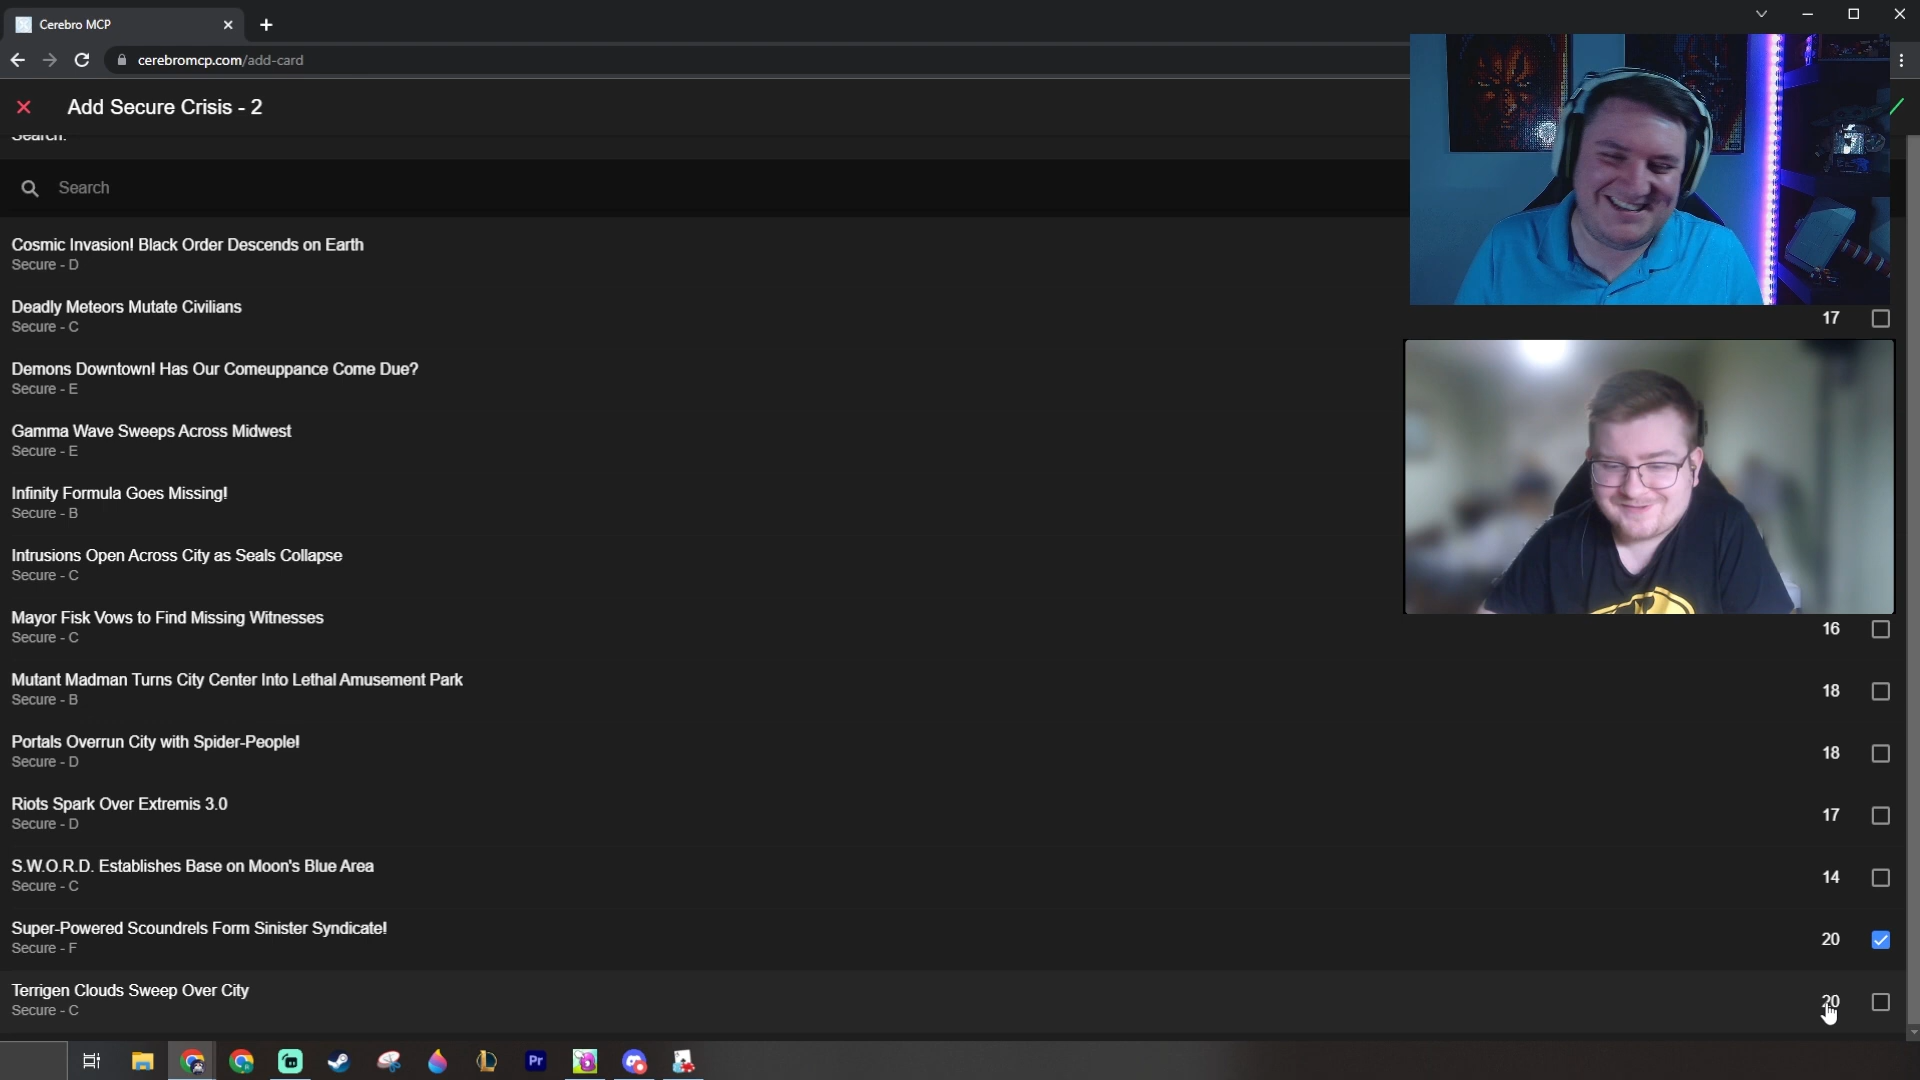 Cerebro MCP
cerebromcp.com/add-card
Add Secure Crisis - 2
Search:
Search
Cosmic Invasion! Black Order Descends on Earth
Secure - D
Deadly Meteors Mutate Civilians
Secure - C
17
Demons Downtown! Has Our Comeuppance Come Due?
Secure - E
Gamma Wave Sweeps Across Midwest
Secure - E
Infinity Formula Goes Missing!
Secure - B
Intrusions Open Across City as Seals Collapse
Secure - C
Mayor Fisk Vows to Find Missing Witnesses
Secure - C
16
Mutant Madman Turns City Center Into Lethal Amusement Park
Secure - B
18
Portals Overrun City with Spider-People!
Secure - D
18
Riots Spark Over Extremis 3.0
Secure - D
17
S.W.O.R.D. Establishes Base on Moon's Blue Area
Secure - C
14
Super-Powered Scoundrels Form Sinister Syndicate!
Secure - F
20
Terrigen Clouds Sweep Over City
Secure - C
20
Pr